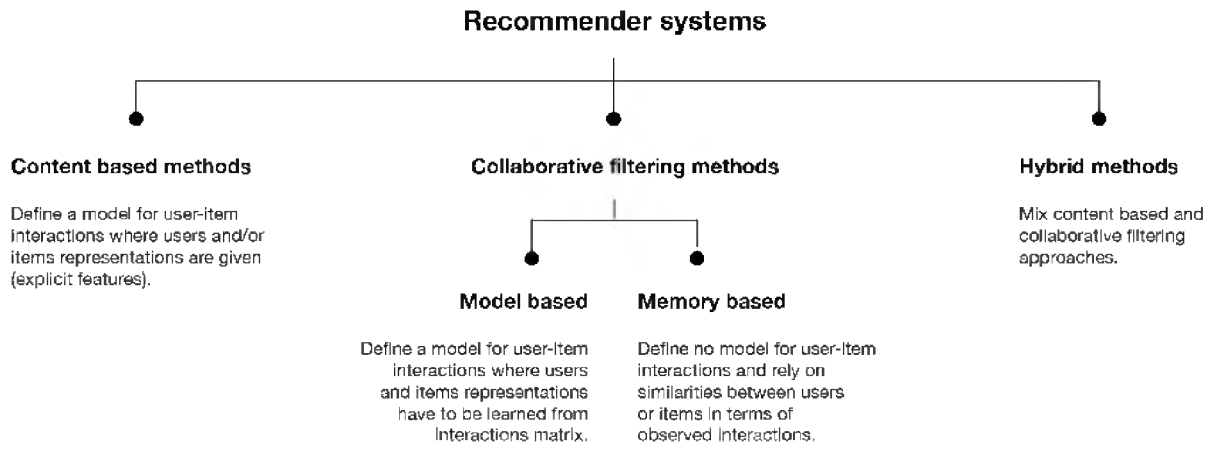 Recommender systems
Content based methods
Define a model for user-item
interactions where users and/or
items representations are given
(explicit features).
Collaborative filtering methods
Model based
Define a model for user-item
interactions where users
and items representations
have to be learned from
interactions matrix.
Memory based
Define no model for user-item
interactions and rely on
similarities between users
or items in terms of
observed interactions.
Hybrid methods
Mix content based and
collaborative filtering
approaches.